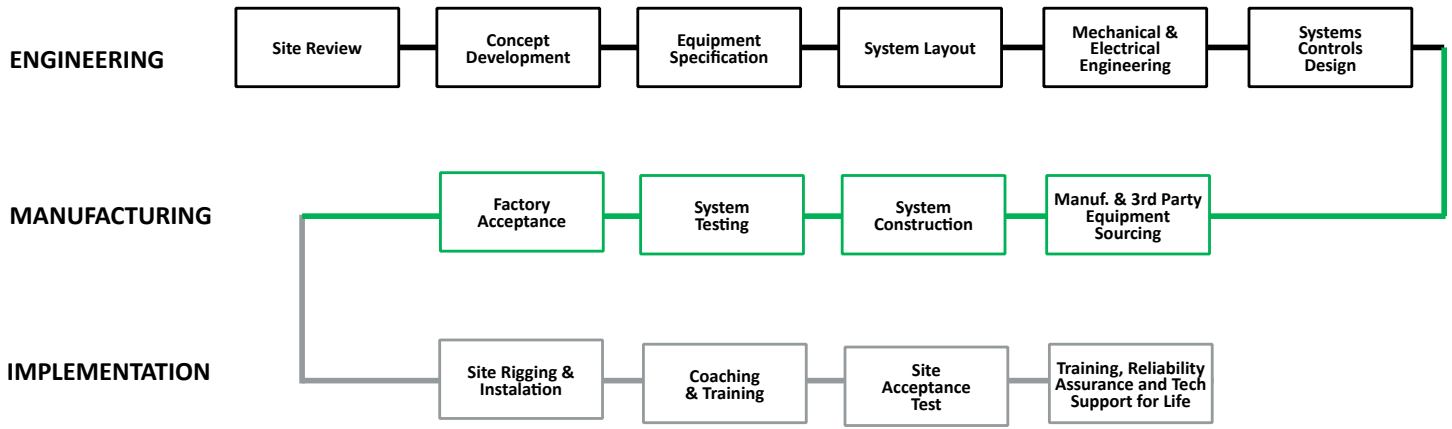 ENGINEERING
Site Review
Concept
Development
Equipment
Specification
System Layout
Mechanical &
Electrical
Engineering
Systems
Controls
Design
MANUFACTURING
Factory
Acceptance
System
Testing
System
Construction
Manuf. & 3rd Party
Equipment
Sourcing
IMPLEMENTATION
Site Rigging &
Instalation
Coaching
& Training
Site
Acceptance
Test
Training, Reliability
Assurance and Tech
Support for Life